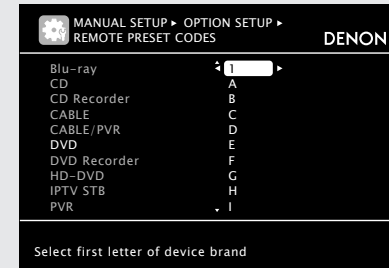 MANUAL SETUP ▸ OPTION SETUP ▸
REMOTE PRESET CODES
DENON
Blu-ray 1
CD A
CD Recorder B
CABLE C
CABLE/PVR D
DVD E
DVD Recorder F
HD-DVD G
IPTV STB H
PVR I
Select first letter of device brand